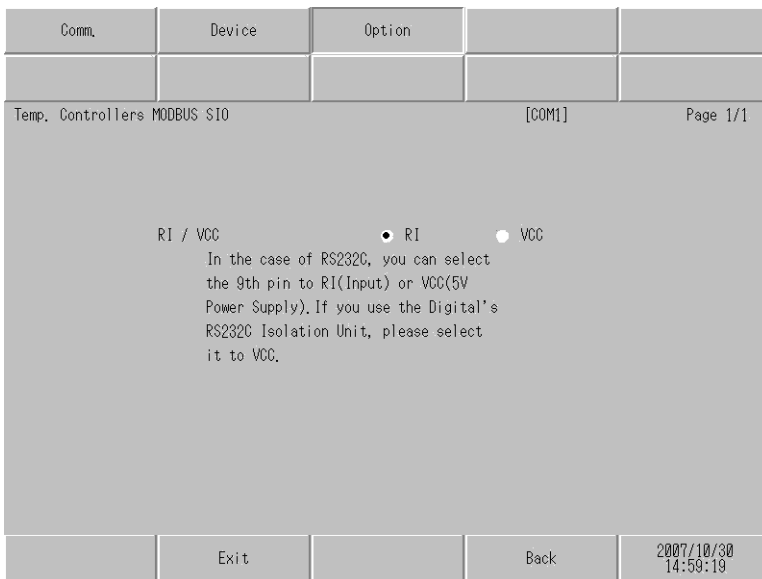 Comm. Device Option
Temp. Controllers MODBUS SIO [COM1] Page 1/1
RI / VCC RI VCC
In the case of RS232C, you can select
the 9th pin to RI(Input) or VCC(5V
Power Supply).If you use the Digital's
RS232C Isolation Unit, please select
it to VCC.
Exit Back 2007/10/30
14:59:19